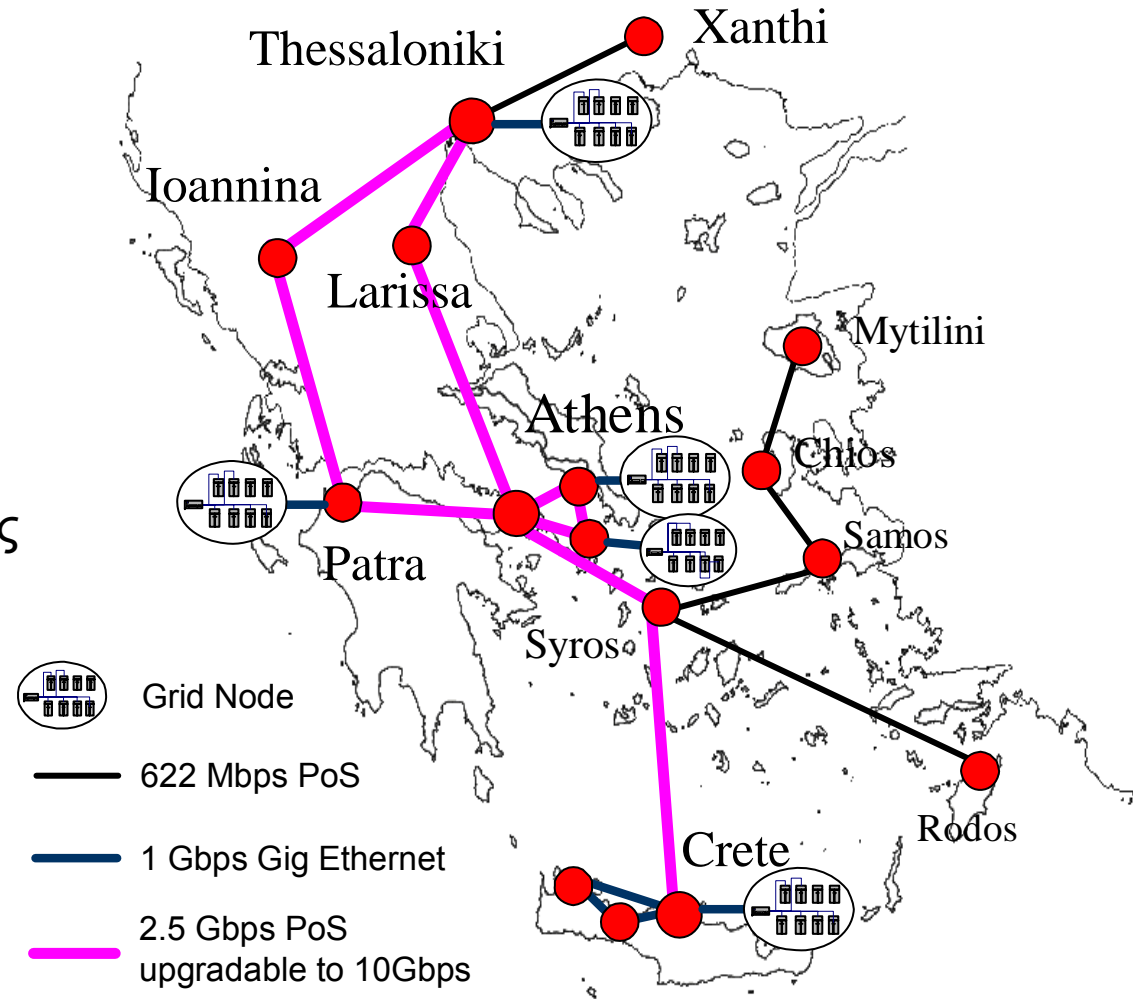 Xanthi
Thessaloniki
Ioannina
Larissa
Mytilini
Athens
Chios
ς
Samos
Patra
Syros
Grid Node
622 Mbps PoS
Rodos
Crete
1 Gbps Gig Ethernet
2.5 Gbps PoS
upgradable to 10Gbps